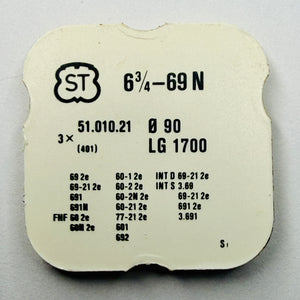 ST 6¾-69 N
3× 51.010.21 Ø 90
(401) LG 1700
69 2e 60-1 2e INT D 69-21 2e
69-21 2e 60-2 2e INT S 3.69
691 60-2N 2e 69-21 2e
691N 60-21 2e 691 2e
FNF 60 2e 77-21 2e 3.691
60N 2e 601
692
S